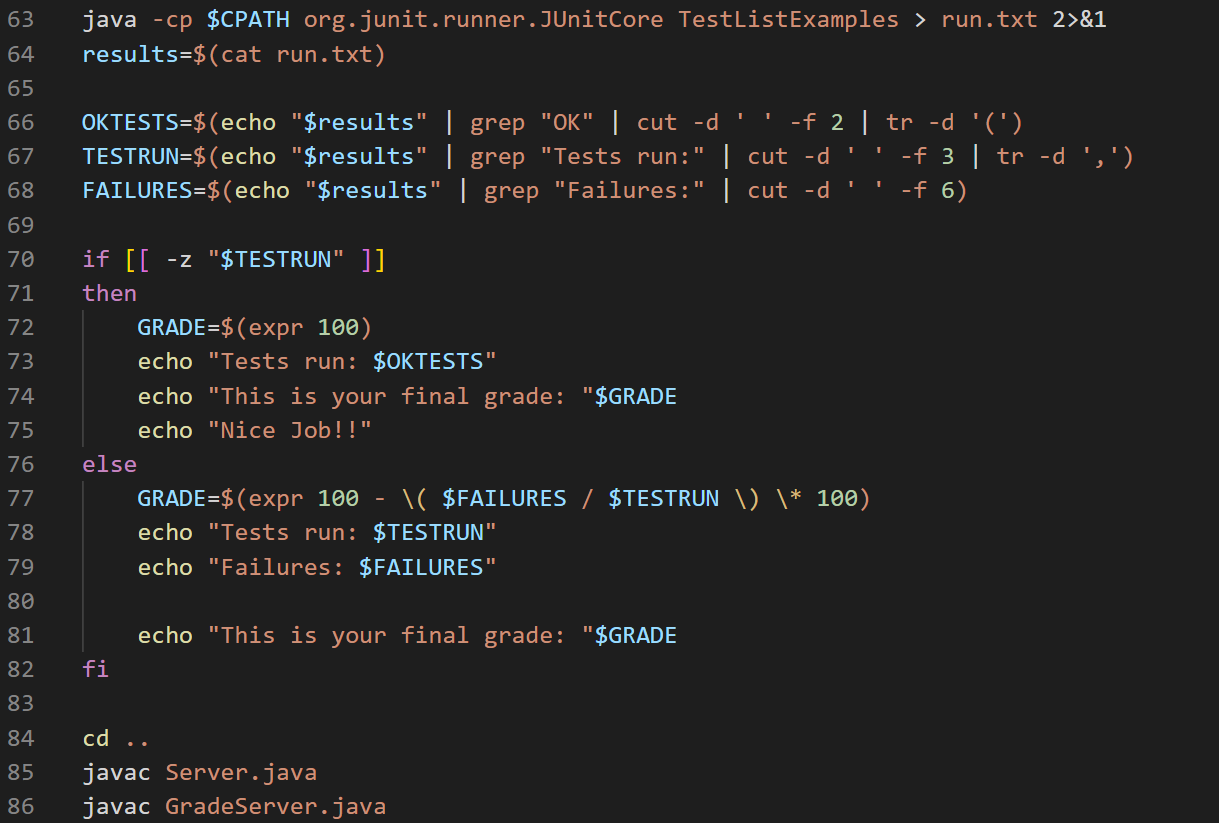 63 java -cp $CPATH org.junit.runner.JUnitCore TestListExamples > run.txt 2>&1
64 results=$(cat run.txt)
65
66 OKTESTS=$(echo "$results" | grep "OK" | cut -d ' ' -f 2 | tr -d '(')
67 TESTRUN=$(echo "$results" | grep "Tests run:" | cut -d ' ' -f 3 | tr -d ',')
68 FAILURES=$(echo "$results" | grep "Failures:" | cut -d ' ' -f 6)
69
70 if [[ -z "$TESTRUN" ]]
71 then
72     GRADE=$(expr 100)
73     echo "Tests run: $OKTESTS"
74     echo "This is your final grade: "$GRADE
75     echo "Nice Job!!"
76 else
77     GRADE=$(expr 100 - \( $FAILURES / $TESTRUN \) \* 100)
78     echo "Tests run: $TESTRUN"
79     echo "Failures: $FAILURES"
80
81     echo "This is your final grade: "$GRADE
82 fi
83
84 cd ..
85 javac Server.java
86 javac GradeServer.java